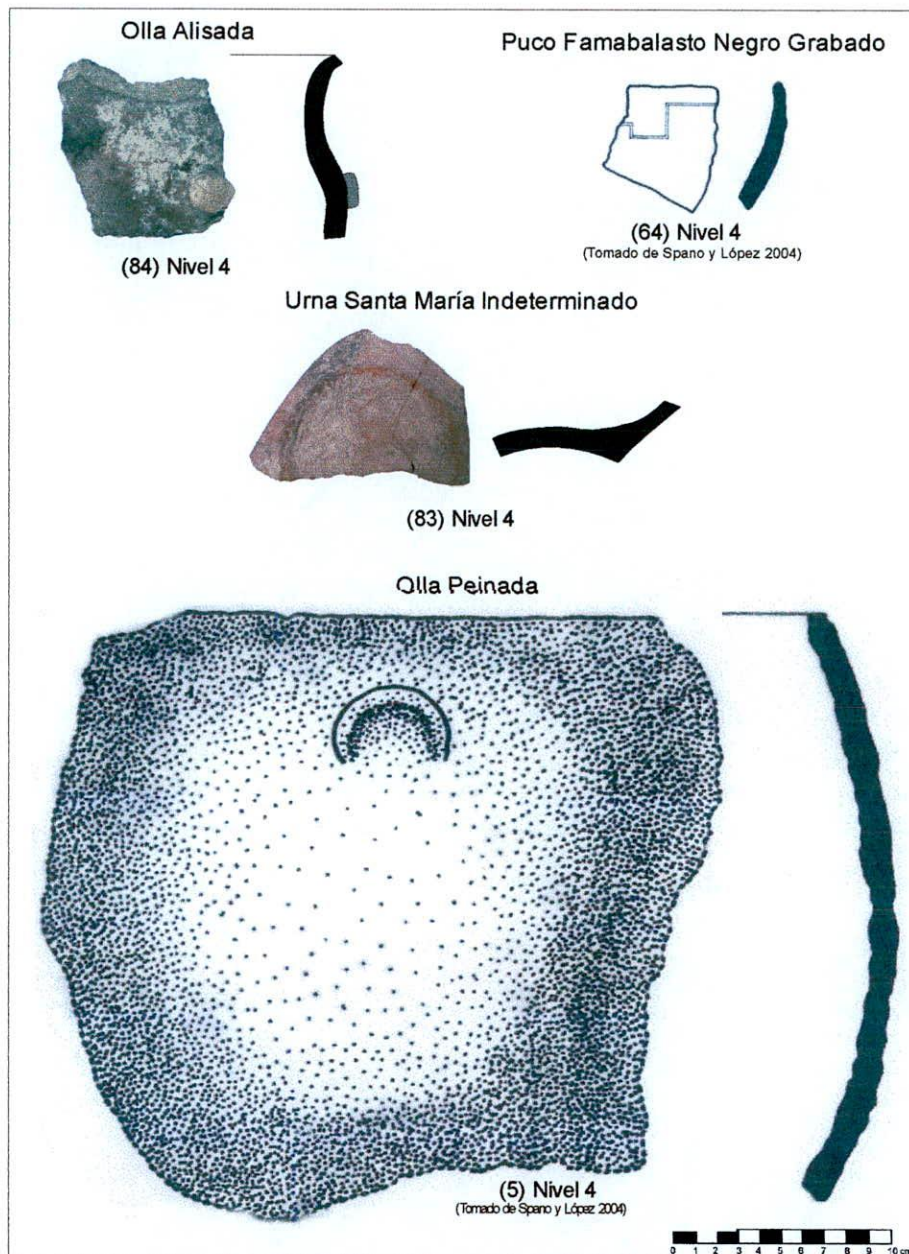 Olla Alisada
Puco Famabalasto Negro Grabado
(84) Nivel 4
(64) Nivel 4
(Tomado de Spano y López 2004)
Urna Santa María Indeterminado
(83) Nivel 4
Olla Peinada
(5) Nivel 4
(Tomado de Spano y López 2004)
0 1 2 3 4 5 6 7 8 9 10 cm